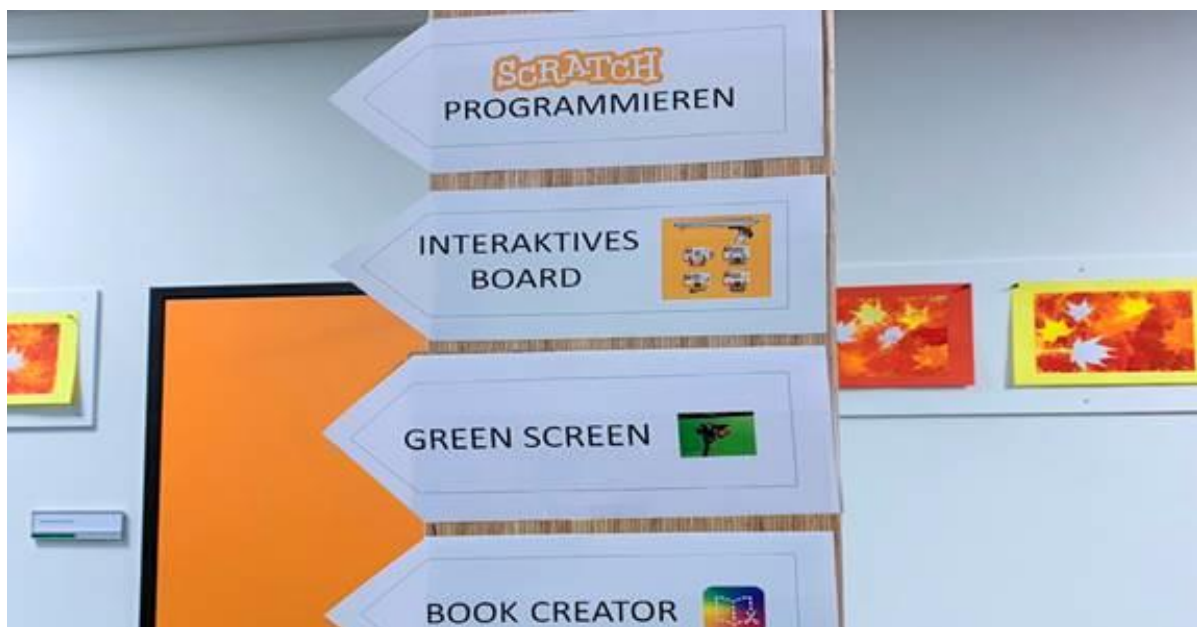 SCRATCH
PROGRAMMIEREN
INTERAKTIVES
BOARD
GREEN SCREEN
BOOK CREATOR